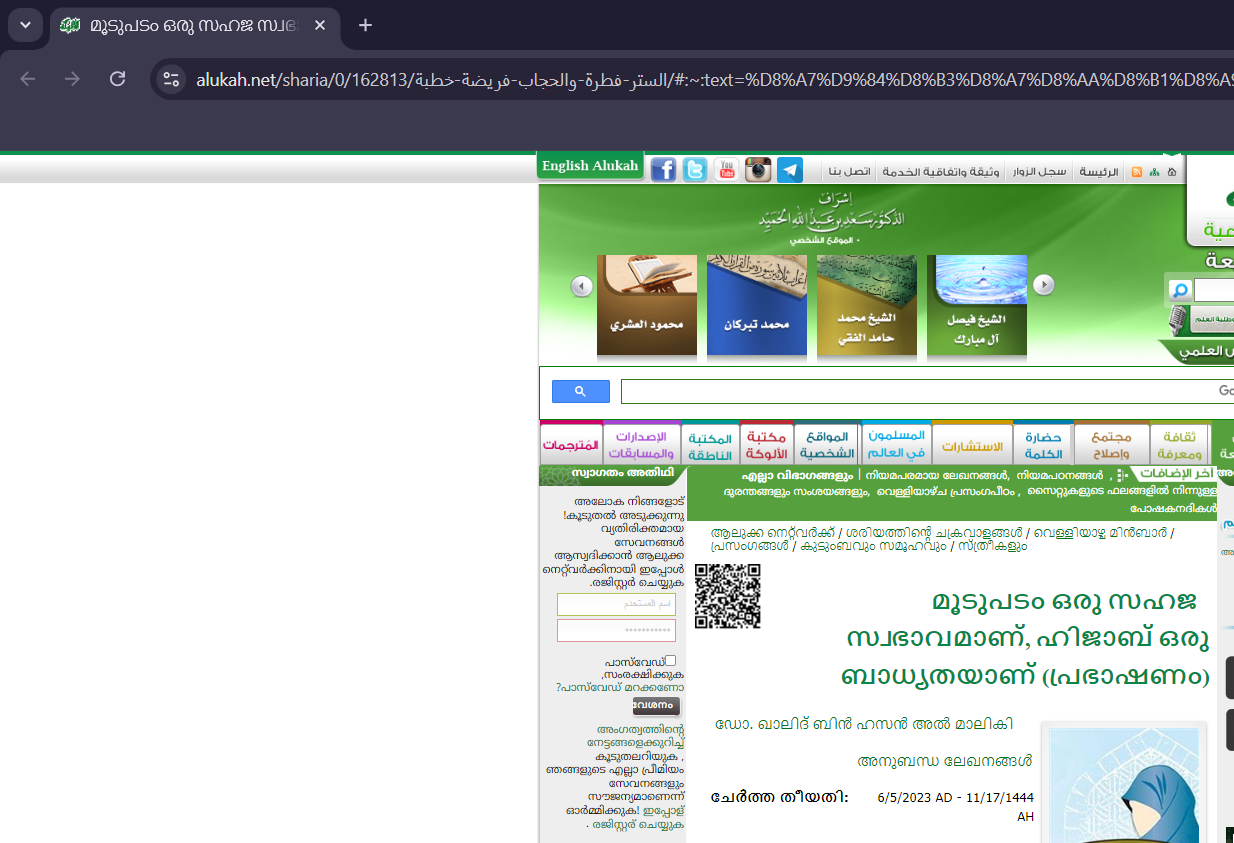 മൂടുപടം ഒരു സഹജ സ്വഭ
alukah.net/sharia/0/162813/الستر-فطرة-والحجاب-فريضة-خطبة/#:~:text=%D8%A7%D9%84%D8%B3%D8%A7%D8%AA%D8%B1%D8%A9
English Alukah
You Tube
اتصل بنا
وثيقة واتفاقية الخدمة
سجل الزوار
الرئيسة
إشراف
الدكتور سعد بن عبد الله الحميد
الموقع الشخصي
محمود العشري
محمد تبركان
الشيخ محمد
حامد الفقي
الشيخ فيصل
آل مبارك
المترجمات
الإصدارات
والمسابقات
المكتبة
الناطقة
مكتبة
الألوكة
المواقع
الشخصية
المسلمون
في العالم
الاستشارات
حضارة
الكلمة
مجتمع
وإصلاح
ثقافة
ومعرفة
سvാഗതം അതിഥി
آخر الإضافات
എല്ലാ വിഭാഗങ്ങളും | നിയമപരമായ ലേഖനങ്ങൾ, നിയമപഠനങ്ങൾ ,
ദുരന്തങ്ങളും സംശയങ്ങളും, വെള്ളിയാഴ്ച പ്രസംഗപീഠം , സൈറ്റുകളുടെ ഫലങ്ങളിൽ നിന്നുള്ള
പോഷകനദികൾ
ആലുക്ക നെറ്റ്‌വർക്ക് / ശരിയത്തിന്റെ ചക്രവാളങ്ങൾ / വെള്ളിയാഴ്ച മിൻബാർ /
പ്രസംഗങ്ങൾ / കുടുംബവും സമൂഹവും / സ്ത്രീകളും
അലോക നിങ്ങളോട്
കൂടുതൽ അടുക്കുന്നു!
വ്യതിരിക്തമായ
സേവനങ്ങൾ
ആസ്വദിക്കാൻ ആലുക്ക
നെറ്റ്‌വർക്കിനായി ഇപ്പോൾ
രജിസ്റ്റർ ചെയ്യുക.
اسم المستخدم
പാസ്‌വേഡ്
സംരക്ഷിക്കുക,
പാസ്‌വേഡ് മറക്കണോ?
വേശനം
അംഗത്വത്തിന്റെ
നേട്ടങ്ങളെക്കുറിച്ച്
കൂടുതലറിയുക ,
ഞങ്ങളുടെ എല്ലാ പ്രീമിയം
സേവനങ്ങളും
സൗജന്യമാണെന്ന്
ഓർമ്മിക്കുക! ഇപ്പോള്
രജിസ്റ്റര് ചെയ്യുക .
മൂടുപടം ഒരു സഹജ
സ്വഭാവമാണ്, ഹിജാബ് ഒരു
ബാധ്യതയാണ് (പ്രഭാഷണം)
ഡോ. ഖാലിദ് ബിൻ ഹസൻ അൽ മാലികി
അനുബന്ധ ലേഖനങ്ങൾ
ചേർത്ത തീയതി: 6/5/2023 AD - 11/17/1444
AH